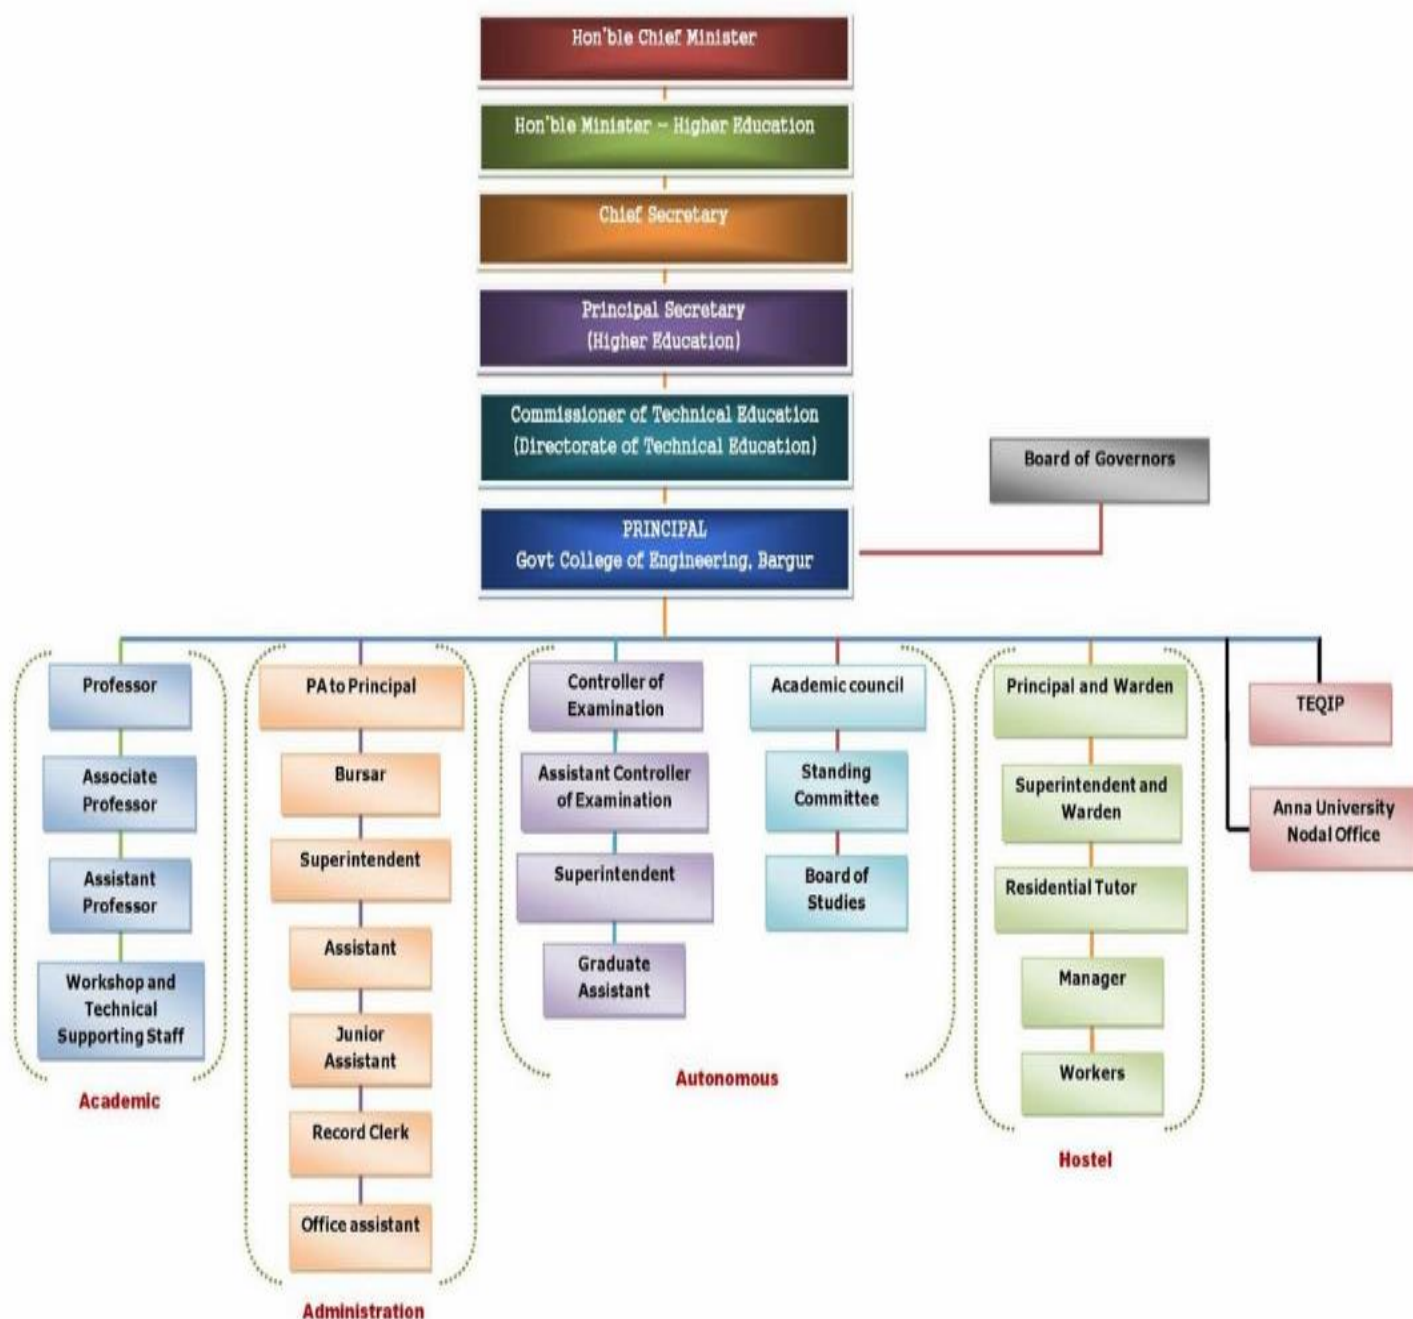 Hon'ble Chief Minister
Hon'ble Minister – Higher Education
Chief Secretary
Principal Secretary
(Higher Education)
Commissioner of Technical Education
(Directorate of Technical Education)
Board of Governors
PRINCIPAL
Govt College of Engineering, Bargur
Professor
Associate
Professor
Assistant
Professor
Workshop and
Technical
Supporting Staff
Academic
PA to Principal
Bursar
Superintendent
Assistant
Junior
Assistant
Record Clerk
Office assistant
Administration
Controller of
Examination
Assistant Controller
of Examination
Superintendent
Graduate
Assistant
Academic council
Standing
Committee
Board of
Studies
Autonomous
Principal and Warden
Superintendent and
Warden
Residential Tutor
Manager
Workers
Hostel
TEQIP
Anna University
Nodal Office